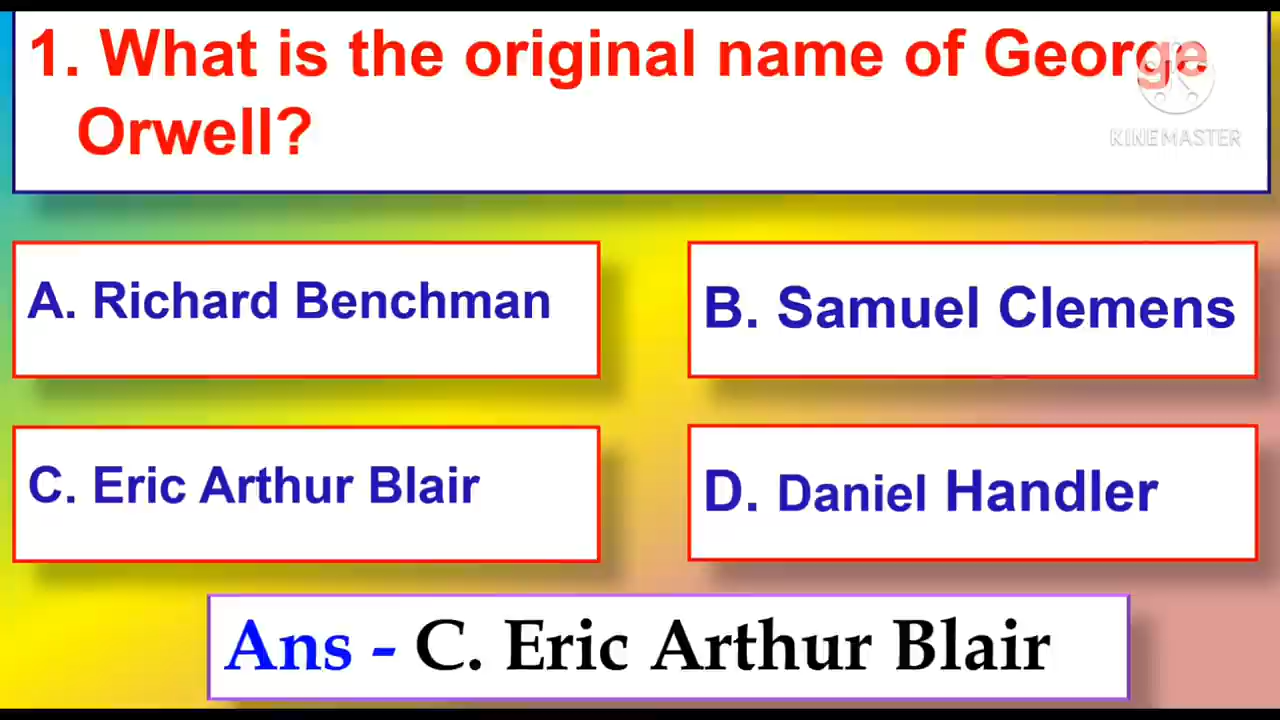 1. What is the original name of George
Orwell?
KINEMASTER
A. Richard Benchman
B. Samuel Clemens
C. Eric Arthur Blair
D. Daniel Handler
Ans - C. Eric Arthur Blair